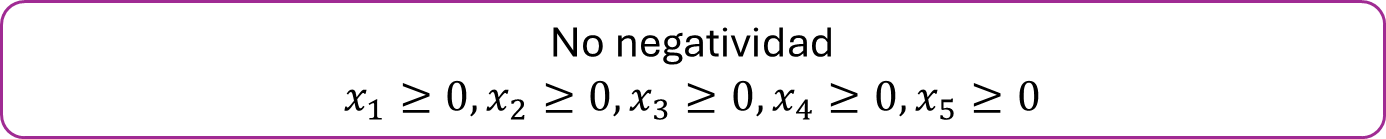 No negatividad
𝑥₁ ≥ 0, 𝑥₂ ≥ 0, 𝑥₃ ≥ 0, 𝑥₄ ≥ 0, 𝑥₅ ≥ 0